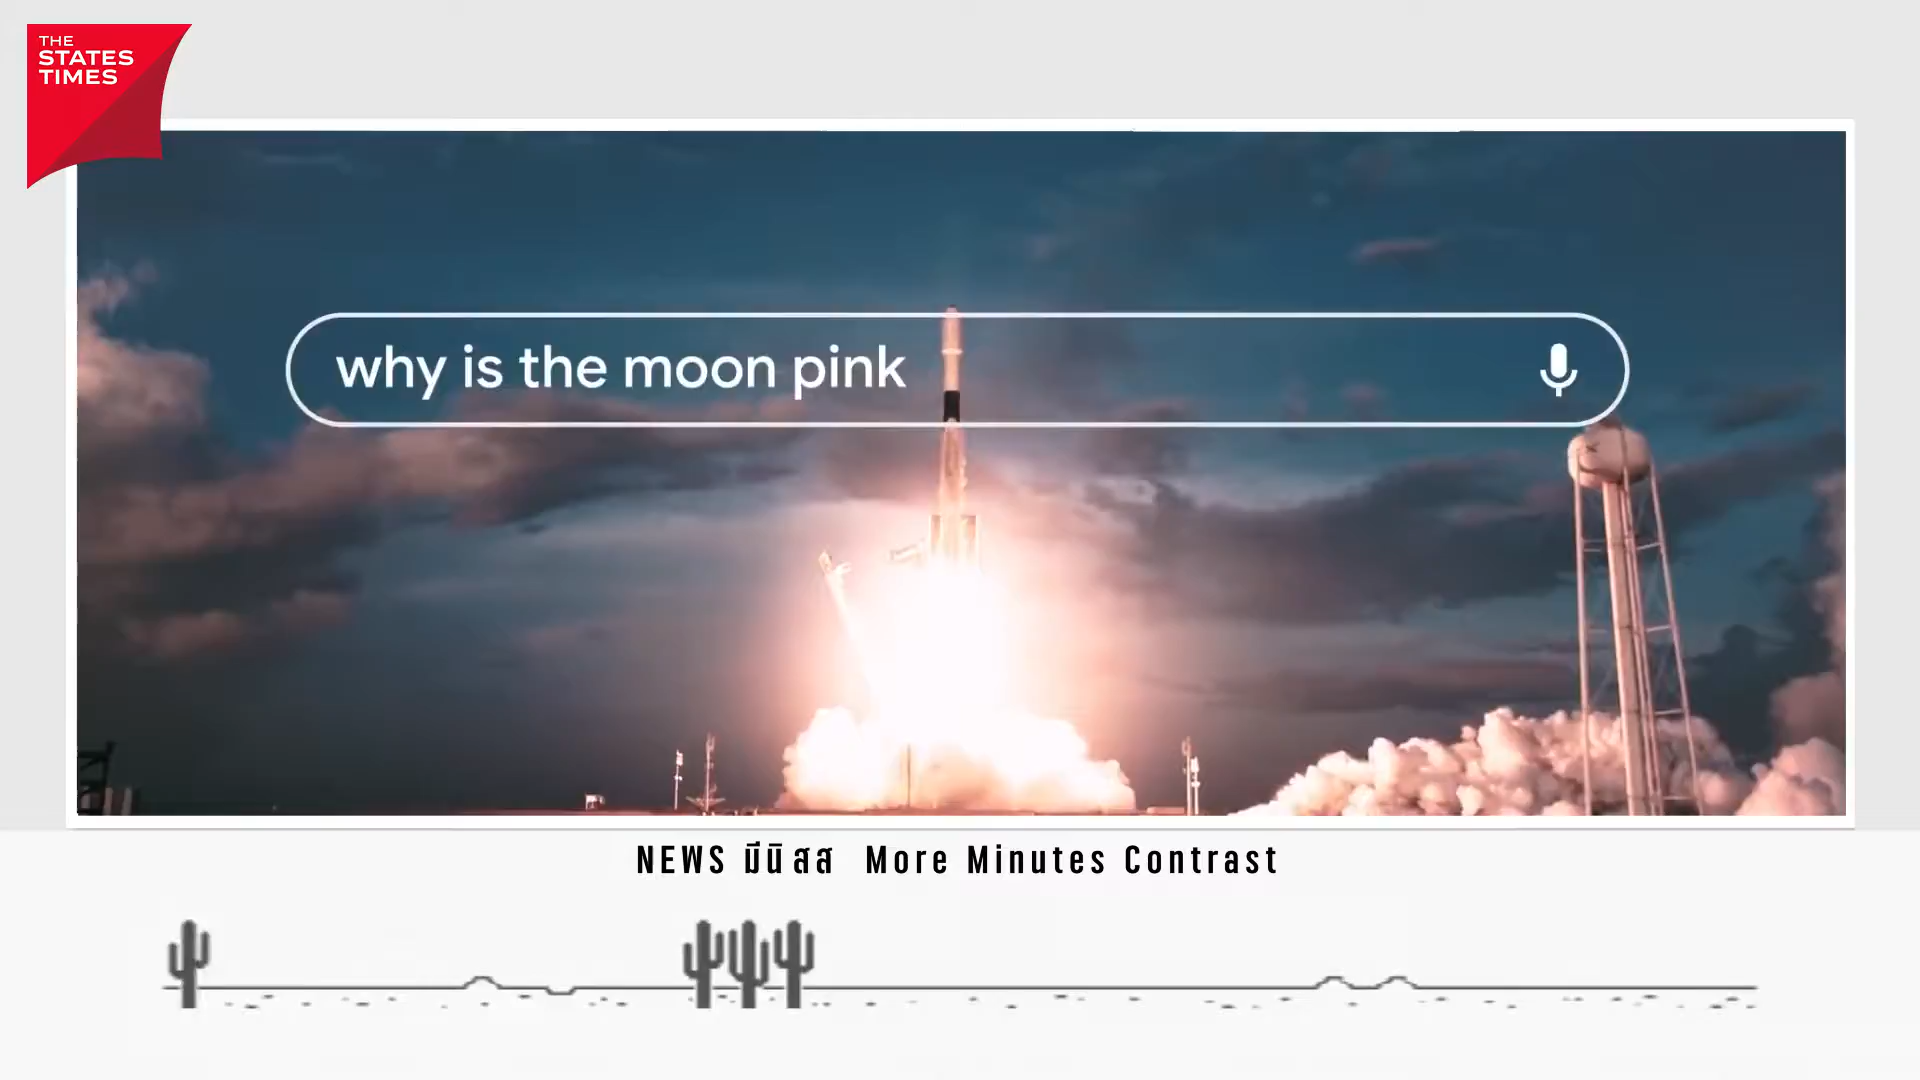 THE
STATES
TIMES
why is the moon pink
NEWS มีนิสส More Minutes Contrast